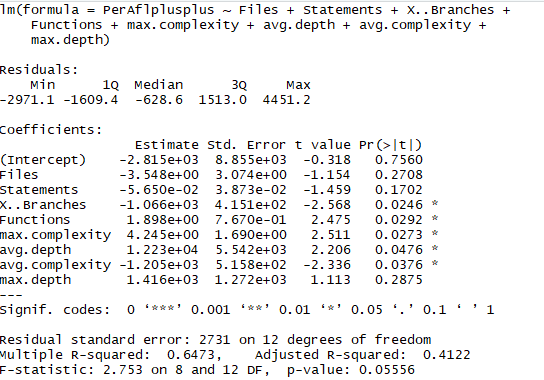 lm(formula = PerAflplusplus ~ Files + Statements + X..Branches +
    Functions + max.complexity + avg.depth + avg.complexity +
    max.depth)

Residuals:
    Min      1Q  Median      3Q     Max
-2971.1 -1609.4  -628.6  1513.0  4451.2

Coefficients:
                 Estimate Std. Error t value Pr(>|t|)
(Intercept)    -2.815e+03  8.855e+03  -0.318   0.7560
Files          -3.548e+00  3.074e+00  -1.154   0.2708
Statements     -5.650e-02  3.873e-02  -1.459   0.1702
X..Branches    -1.066e+03  4.151e+02  -2.568   0.0246 *
Functions       1.898e+00  7.670e-01   2.475   0.0292 *
max.complexity  4.245e+00  1.690e+00   2.511   0.0273 *
avg.depth       1.223e+04  5.542e+03   2.206   0.0476 *
avg.complexity -1.205e+03  5.158e+02  -2.336   0.0376 *
max.depth       1.416e+03  1.272e+03   1.113   0.2875
---
Signif. codes:  0 ‘***’ 0.001 ‘**’ 0.01 ‘*’ 0.05 ‘.’ 0.1 ‘ ’ 1

Residual standard error: 2731 on 12 degrees of freedom
Multiple R-squared:  0.6473,    Adjusted R-squared:  0.4122
F-statistic: 2.753 on 8 and 12 DF,  p-value: 0.05556